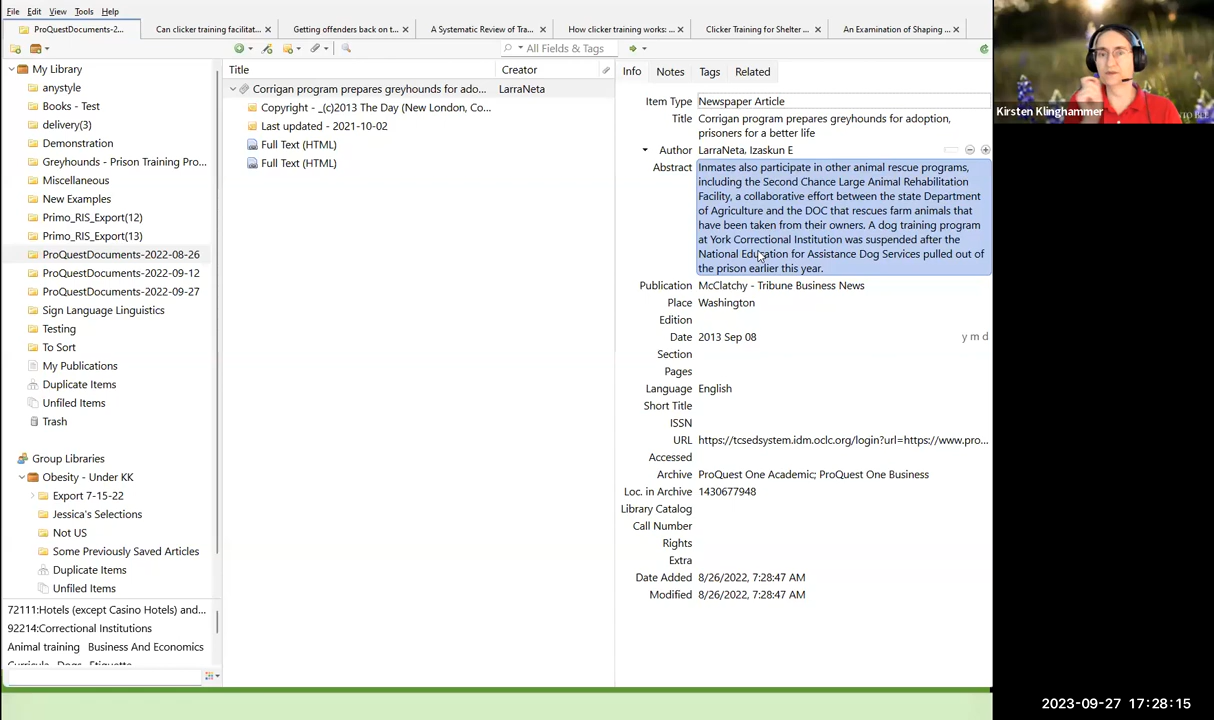 File Edit View Tools Help
ProQuestDocuments-2...
Can clicker training facilitat...
Getting offenders back on t...
A Systematic Review of Tra...
How clicker training works: ...
Clicker Training for Shelter ...
An Examination of Shaping ...
All Fields & Tags
My Library
anystyle
Books - Test
delivery(3)
Demonstration
Greyhounds - Prison Training Pro...
Miscellaneous
New Examples
Primo_RIS_Export(12)
Primo_RIS_Export(13)
ProQuestDocuments-2022-08-26
ProQuestDocuments-2022-09-12
ProQuestDocuments-2022-09-27
Sign Language Linguistics
Testing
To Sort
My Publications
Duplicate Items
Unfiled Items
Trash
Group Libraries
Obesity - Under KK
Export 7-15-22
Jessica's Selections
Not US
Some Previously Saved Articles
Duplicate Items
Unfiled Items
72111:Hotels (except Casino Hotels) and...
92214:Correctional Institutions
Animal training Business And Economics
Curricula Dogs Etiquette
Title Creator
Corrigan program prepares greyhounds for ado... LarraNeta
Copyright - _(c)2013 The Day (New London, Co...
Last updated - 2021-10-02
Full Text (HTML)
Full Text (HTML)
Info Notes Tags Related
Item Type Newspaper Article
Title Corrigan program prepares greyhounds for adoption,
prisoners for a better life
Author LarraNeta, Izaskun E
Abstract Inmates also participate in other animal rescue programs,
including the Second Chance Large Animal Rehabilitation
Facility, a collaborative effort between the state Department
of Agriculture and the DOC that rescues farm animals that
have been taken from their owners. A dog training program
at York Correctional Institution was suspended after the
National Education for Assistance Dog Services pulled out of
the prison earlier this year.
Publication McClatchy - Tribune Business News
Place Washington
Edition
Date 2013 Sep 08 y m d
Section
Pages
Language English
Short Title
ISSN
URL https://tcsedsystem.idm.oclc.org/login?url=https://www.pro...
Accessed
Archive ProQuest One Academic; ProQuest One Business
Loc. in Archive 1430677948
Library Catalog
Call Number
Rights
Extra
Date Added 8/26/2022, 7:28:47 AM
Modified 8/26/2022, 7:28:47 AM
Kirsten Klinghammer
2023-09-27 17:28:15